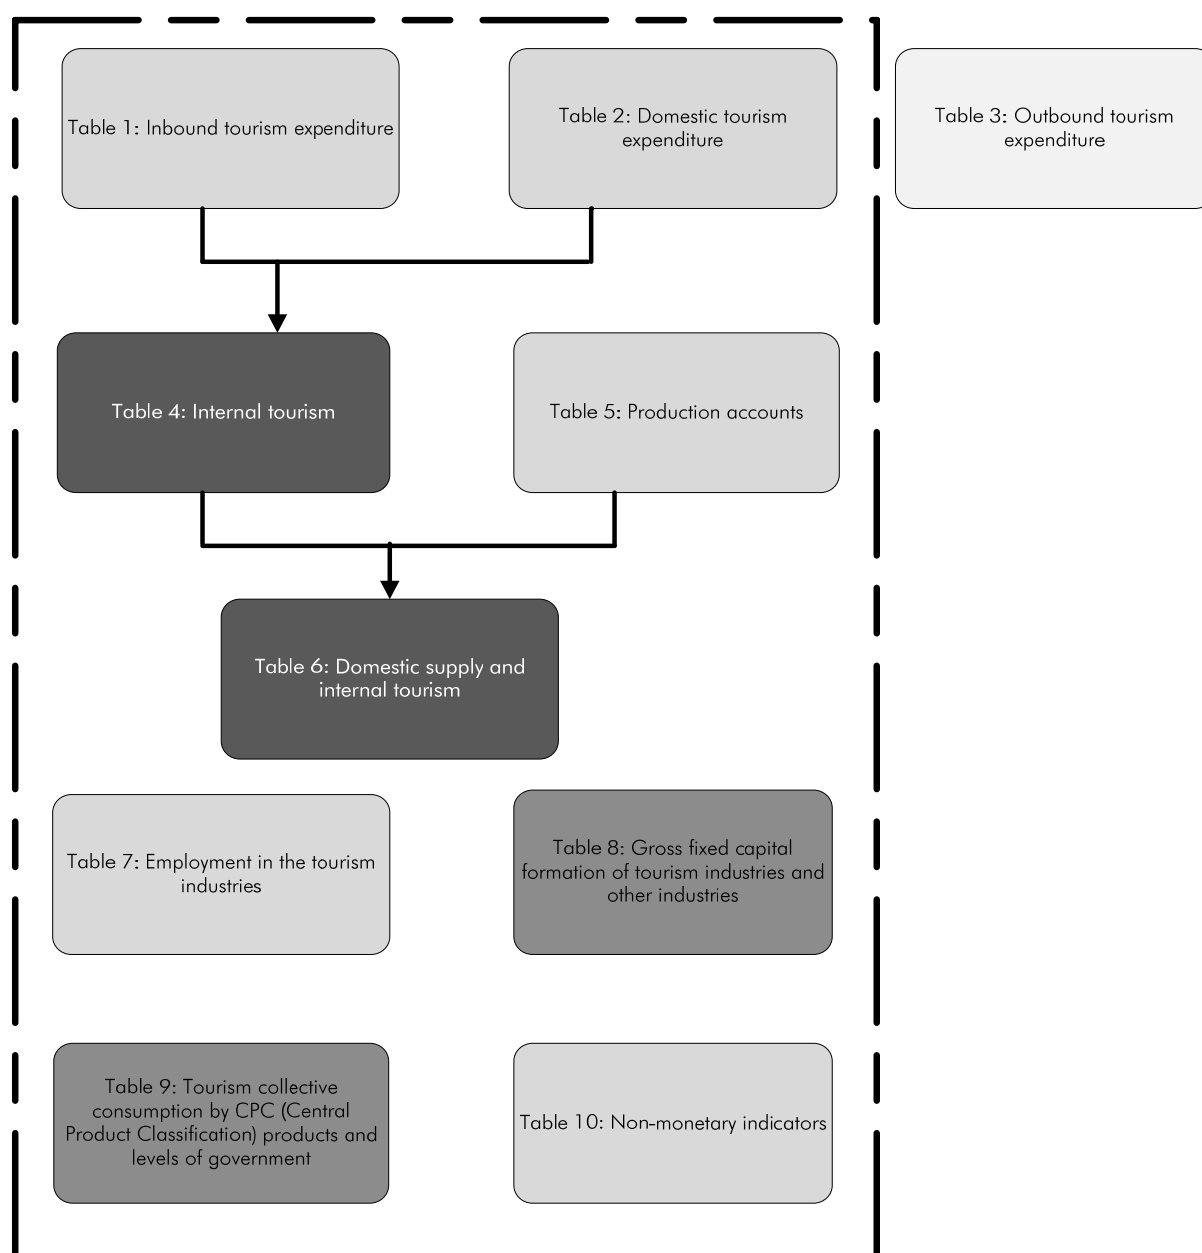 Table 1: Inbound tourism expenditure
Table 2: Domestic tourism
expenditure
Table 3: Outbound tourism
expenditure
Table 4: Internal tourism
Table 5: Production accounts
Table 6: Domestic supply and
internal tourism
Table 7: Employment in the tourism
industries
Table 8: Gross fixed capital
formation of tourism industries and
other industries
Table 9: Tourism collective
consumption by CPC (Central
Product Classification) products and
levels of government
Table 10: Non-monetary indicators